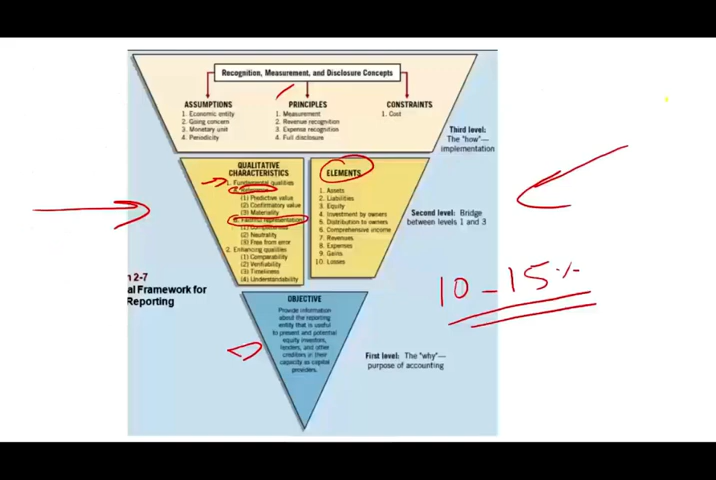 Recognition, Measurement, and Disclosure Concepts
ASSUMPTIONS
1. Economic entity
2. Going concern
3. Monetary unit
4. Periodicity
PRINCIPLES
1. Measurement
2. Revenue recognition
3. Expense recognition
4. Full disclosure
CONSTRAINTS
1. Cost
Third level:
The "how"—
implementation
QUALITATIVE
CHARACTERISTICS
1. Fundamental qualities
(1) Predictive value
(2) Confirmatory value
(3) Materiality
Faithful representation
(2) Neutrality
(3) Free from error
2. Enhancing qualities
(1) Comparability
(2) Verifiability
(3) Timeliness
(4) Understandability
ELEMENTS
1. Assets
2. Liabilities
3. Equity
4. Investment by owners
5. Distribution to owners
6. Comprehensive income
7. Revenues
8. Expenses
9. Gains
10. Losses
Second level: Bridge
between levels 1 and 3
10-15%
n 2-7
al Framework for
Reporting
OBJECTIVE
Provide information
about the reporting
entity that is useful
to present and potential
equity investors,
lenders, and other
creditors in their
capacity as capital
providers.
First level: The "why"—
purpose of accounting